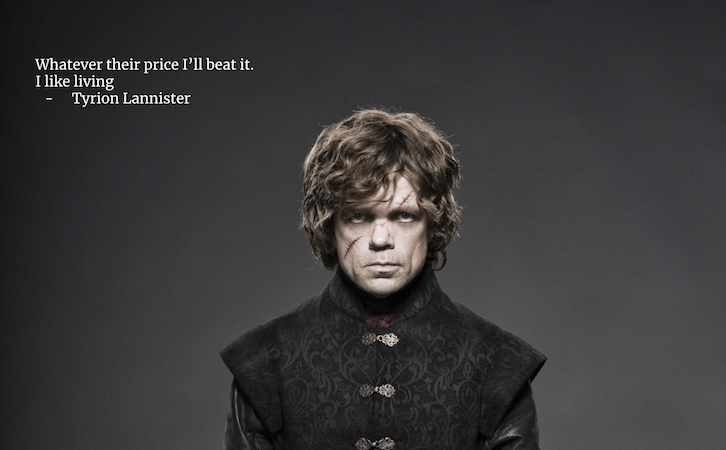 Whatever their price I’ll beat it.
I like living
- Tyrion Lannister